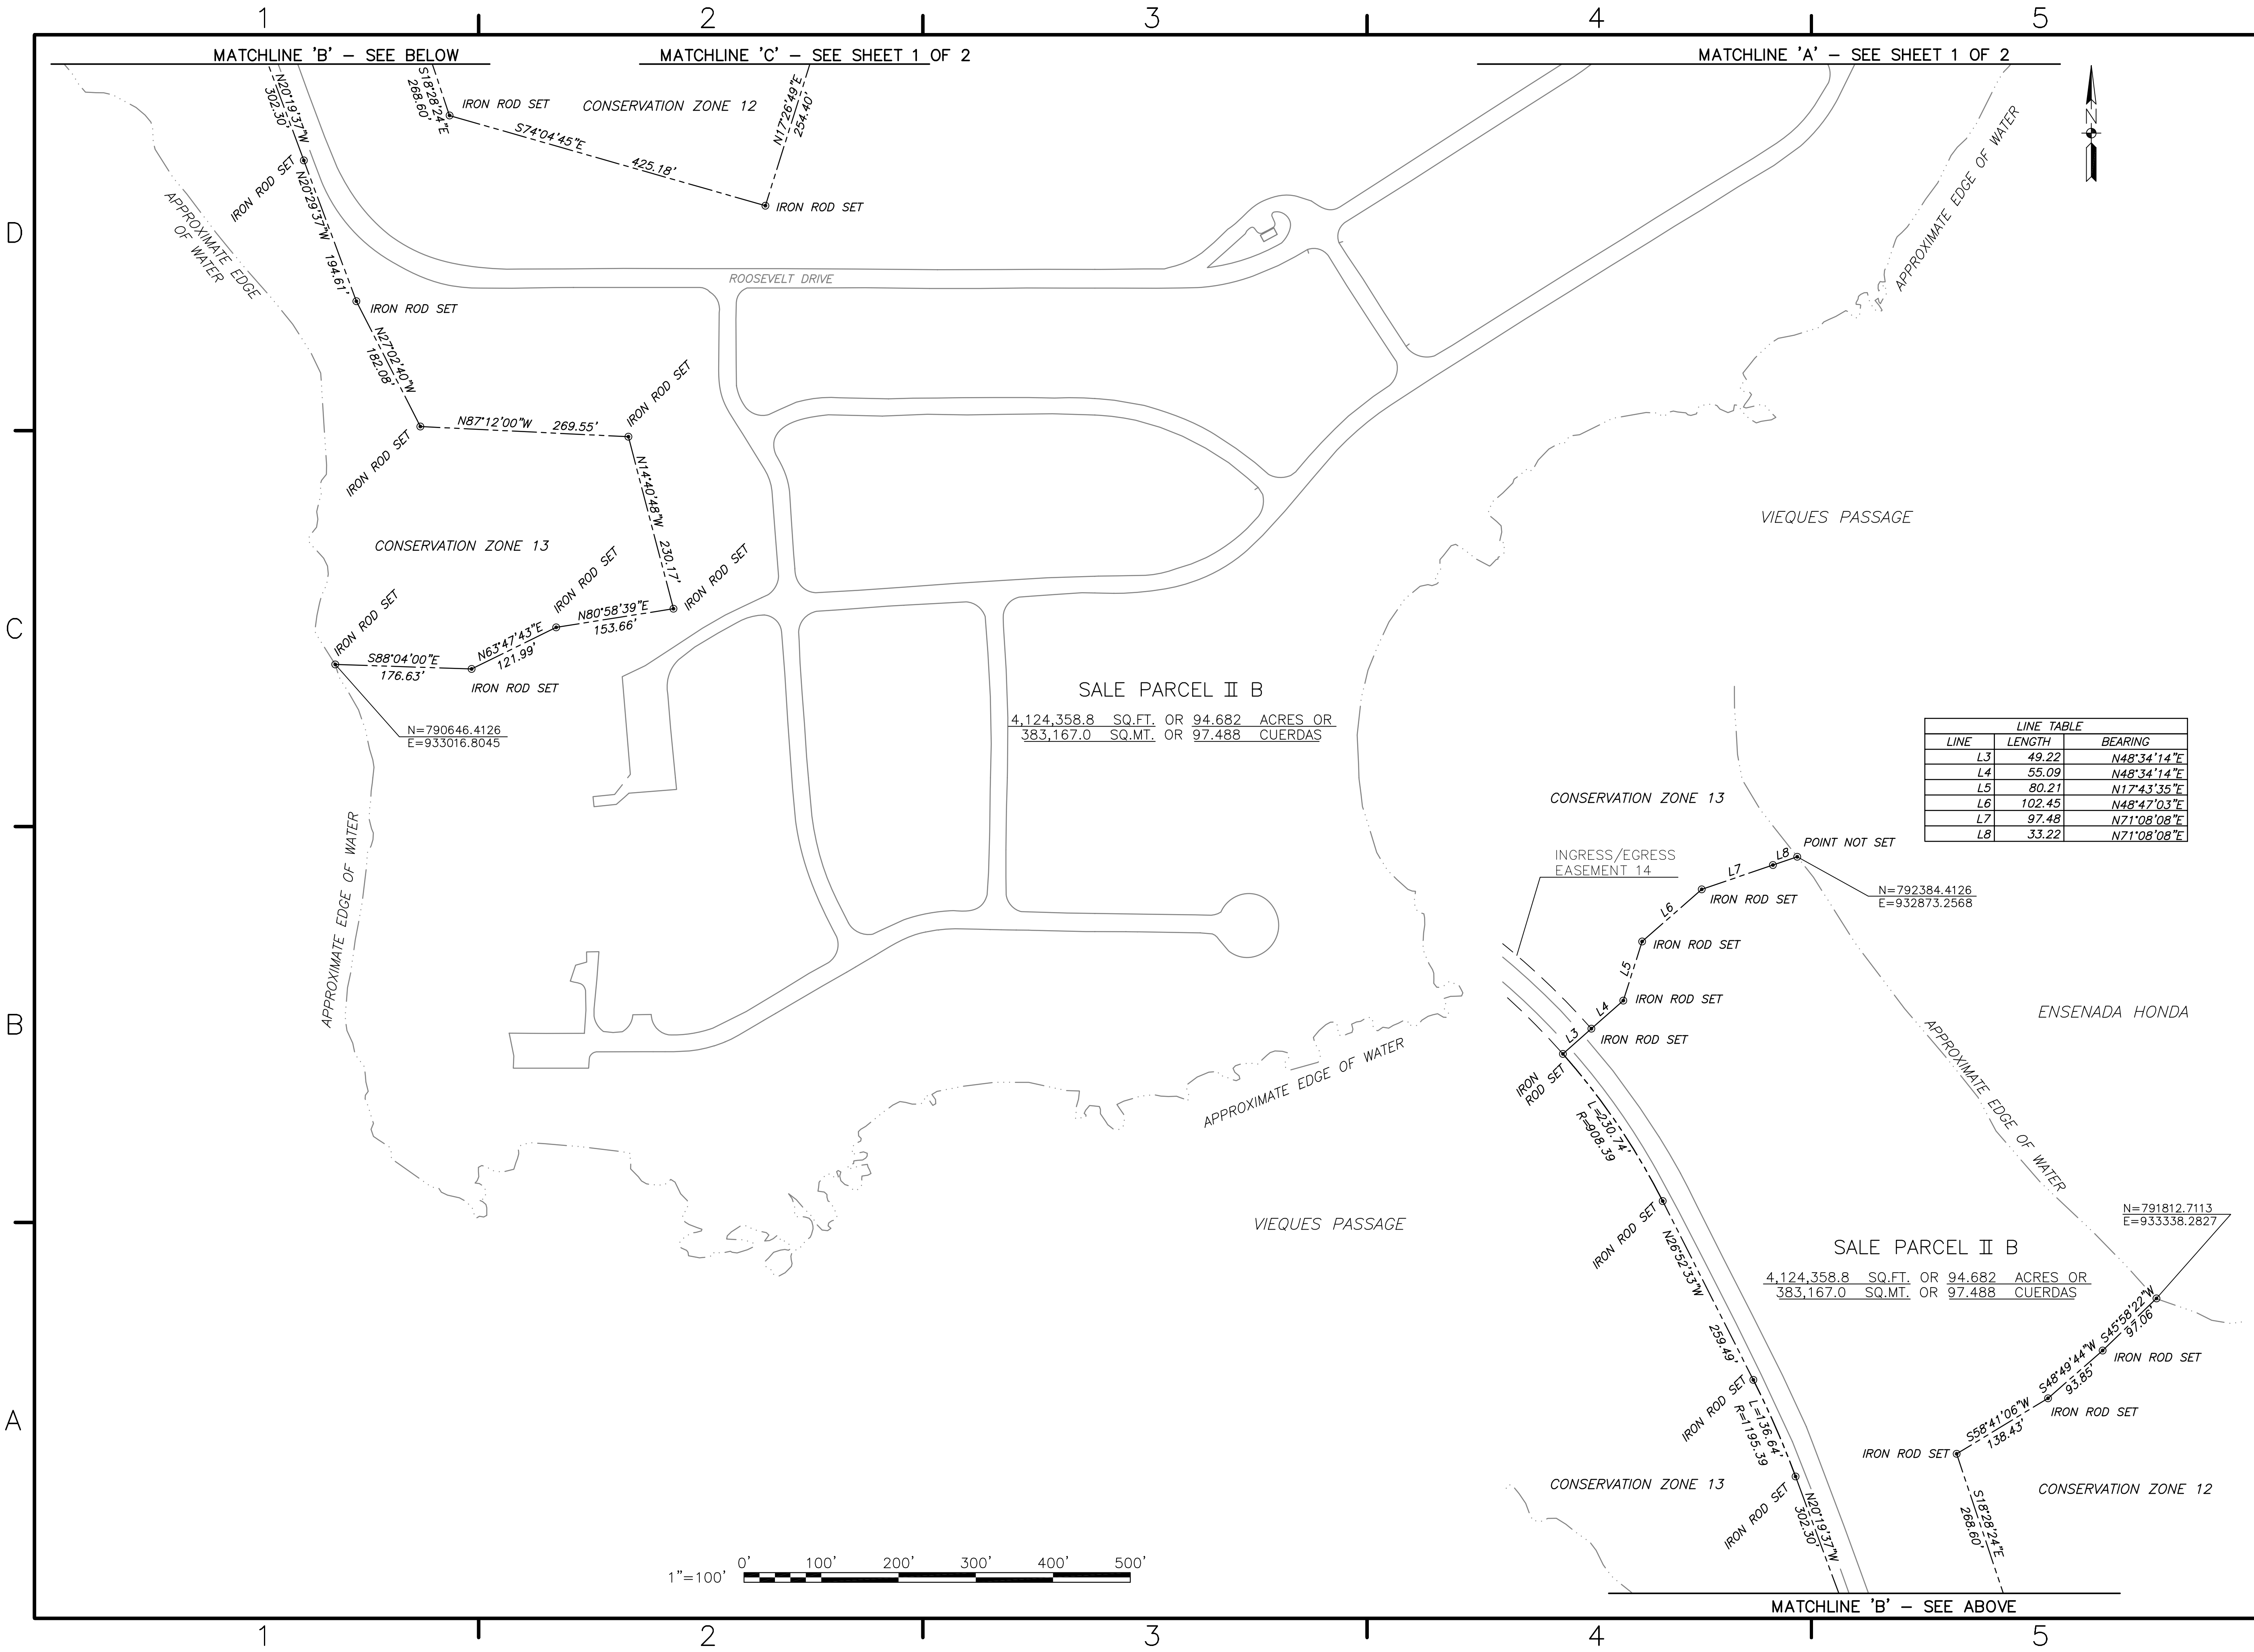 1 2 3 4 5
MATCHLINE 'B' – SEE BELOW
MATCHLINE 'C' – SEE SHEET 1 OF 2
MATCHLINE 'A' – SEE SHEET 1 OF 2
N20°19'37"W
302.30'
S18°28'24"E
268.60'
IRON ROD SET
CONSERVATION ZONE 12
N17°26'49"E
254.40'
S74°04'45"E 425.18'
IRON ROD SET
N
APPROXIMATE EDGE OF WATER
IRON ROD SET
APPROXIMATE EDGE
OF WATER
N20°29'37"W 194.61'
D
IRON ROD SET
ROOSEVELT DRIVE
N27°02'40"W
182.08'
N87°12'00"W 269.55'
IRON ROD SET
IRON ROD SET
N14°40'48"W 230.17'
VIEQUES PASSAGE
CONSERVATION ZONE 13
IRON ROD SET
IRON ROD SET
C
IRON ROD SET
N80°58'39"E
153.66'
N63°47'43"E
121.99'
S88°04'00"E
176.63'
IRON ROD SET
N=790646.4126
E=933016.8045
SALE PARCEL II B
4,124,358.8 SQ.FT. OR 94.682 ACRES OR
383,167.0 SQ.MT. OR 97.488 CUERDAS
LINE TABLE
LINE LENGTH BEARING
L3 49.22 N48°34'14"E
L4 55.09 N48°34'14"E
L5 80.21 N17°43'35"E
L6 102.45 N48°47'03"E
L7 97.48 N71°08'08"E
L8 33.22 N71°08'08"E
CONSERVATION ZONE 13
POINT NOT SET
INGRESS/EGRESS
EASEMENT 14
L8
L7
N=792384.4126
E=932873.2568
IRON ROD SET
L6
IRON ROD SET
APPROXIMATE EDGE OF WATER
L5
IRON ROD SET
B
L4
ENSENADA HONDA
L3
IRON ROD SET
IRON
ROD SET
APPROXIMATE EDGE OF WATER
APPROXIMATE EDGE OF WATER
L=230.74'
R=908.39
VIEQUES PASSAGE
IRON ROD SET
N=791812.7113
E=933338.2827
N26°52'33"W 259.49'
SALE PARCEL II B
4,124,358.8 SQ.FT. OR 94.682 ACRES OR
383,167.0 SQ.MT. OR 97.488 CUERDAS
S45°58'22"W
97.06'
IRON ROD SET
S48°49'44"W
93.85'
A
IRON ROD SET
L=136.64'
R=1195.39
IRON ROD SET
S58°41'06"W
138.43'
IRON ROD SET
CONSERVATION ZONE 13
CONSERVATION ZONE 12
IRON ROD SET
N20°19'37"W
302.30'
S18°28'24"E
268.60'
0' 100' 200' 300' 400' 500'
1"=100'
MATCHLINE 'B' – SEE ABOVE
1 2 3 4 5